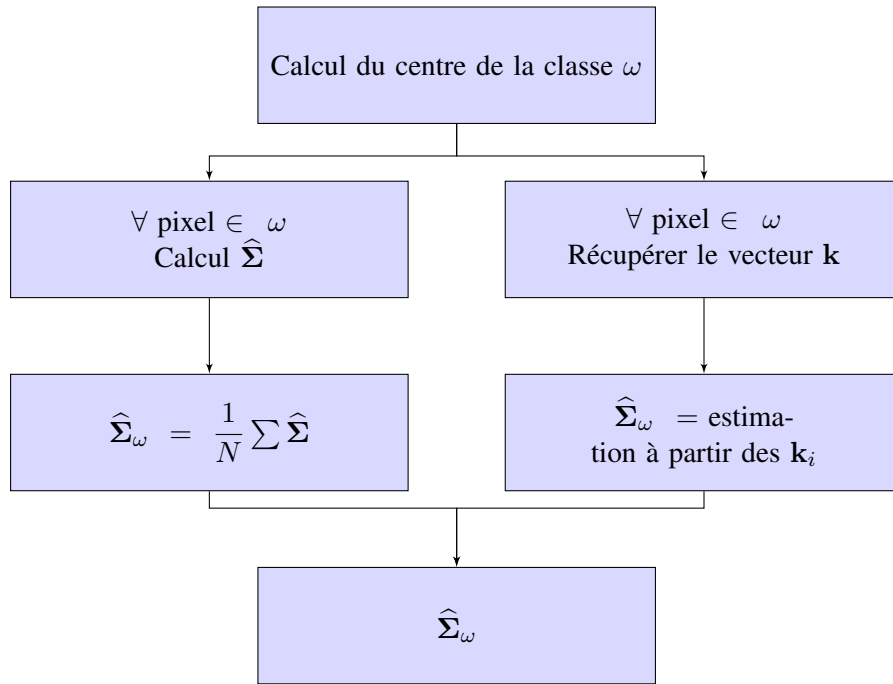 Calcul du centre de la classe ω
∀ pixel ∈ ω
Calcul Σ̂
∀ pixel ∈ ω
Récupérer le vecteur k
Σ̂_ω = 1/N ∑ Σ̂
Σ̂_ω = estima-
tion à partir des k_i
Σ̂_ω